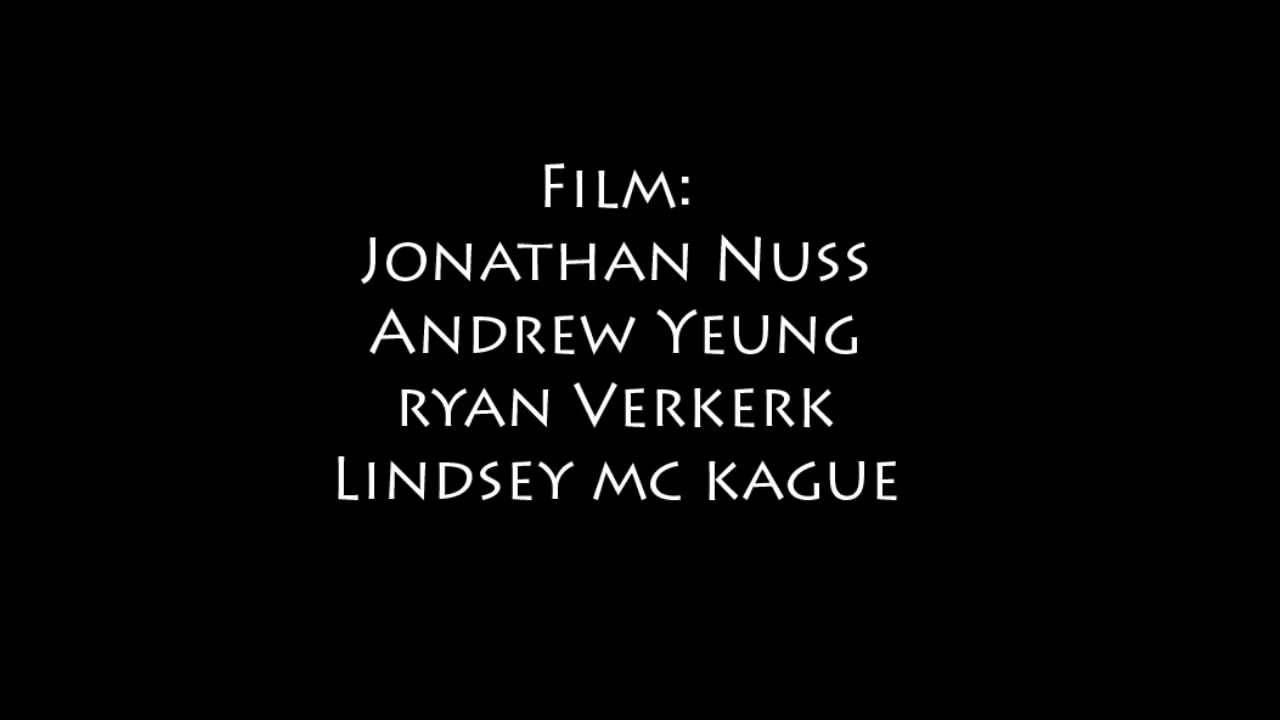 Film:
Jonathan Nuss
Andrew Yeung
ryan Verkerk
Lindsey mc kague